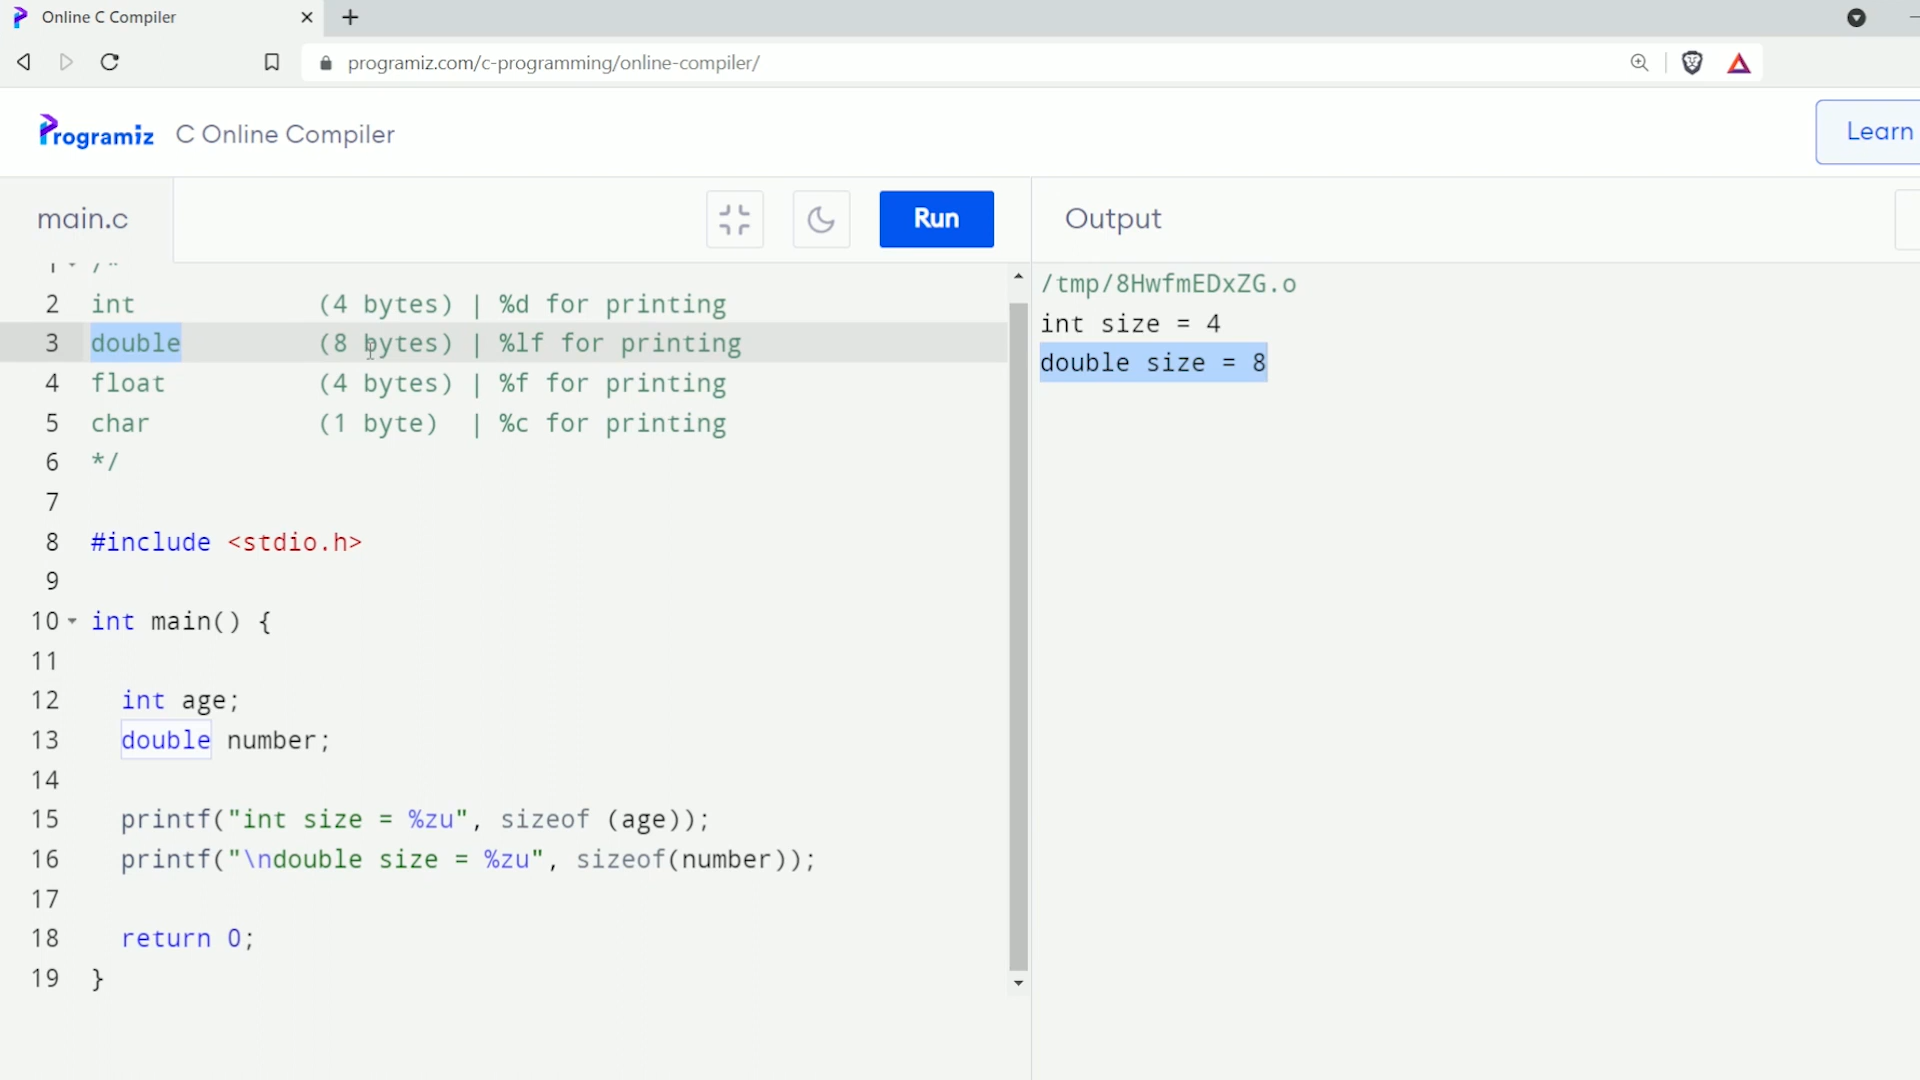 Online C Compiler
programiz.com/c-programming/online-compiler/
Programiz C Online Compiler
Learn
main.c
Run
Output
1 /*
2 int (4 bytes) | %d for printing
3 double (8 bytes) | %lf for printing
4 float (4 bytes) | %f for printing
5 char (1 byte) | %c for printing
6 */
7
8 #include <stdio.h>
9
10 int main() {
11
12 int age;
13 double number;
14
15 printf("int size = %zu", sizeof (age));
16 printf("\ndouble size = %zu", sizeof(number));
17
18 return 0;
19 }
/tmp/8HwfmEDxZG.o
int size = 4
double size = 8